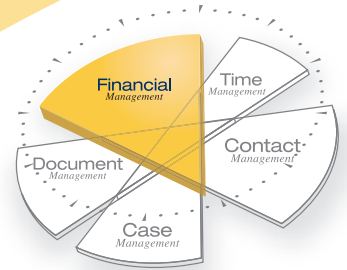 Financial
Management
Time
Management
Contact
Management
Document
Management
Case
Management